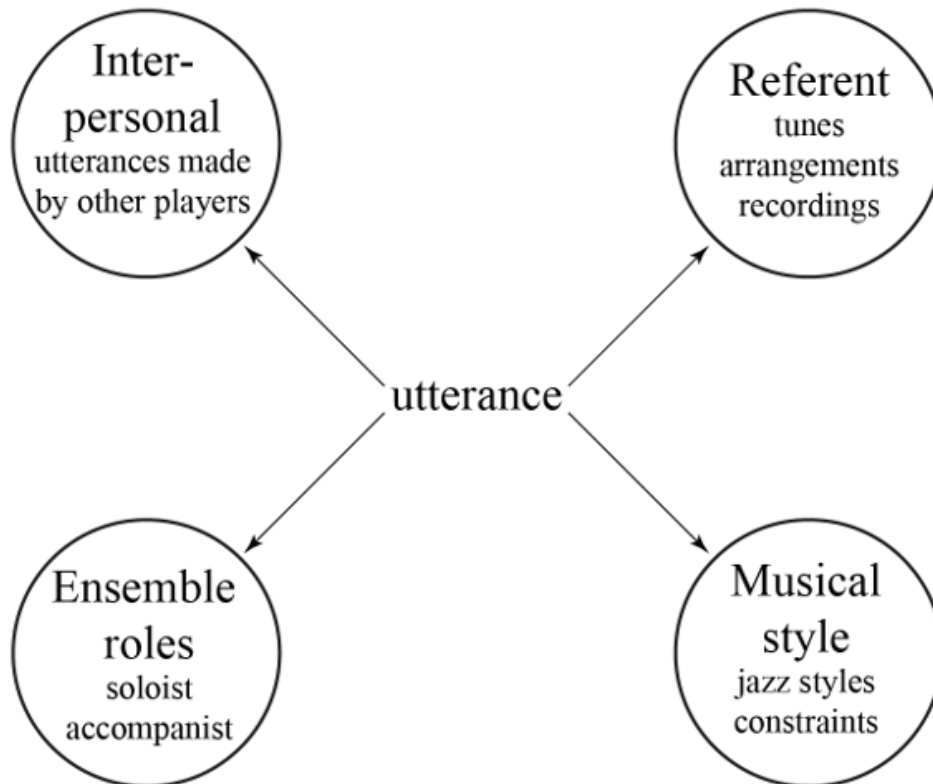 Inter-
personal
utterances made
by other players
Referent
tunes
arrangements
recordings
utterance
Ensemble
roles
soloist
accompanist
Musical
style
jazz styles
constraints